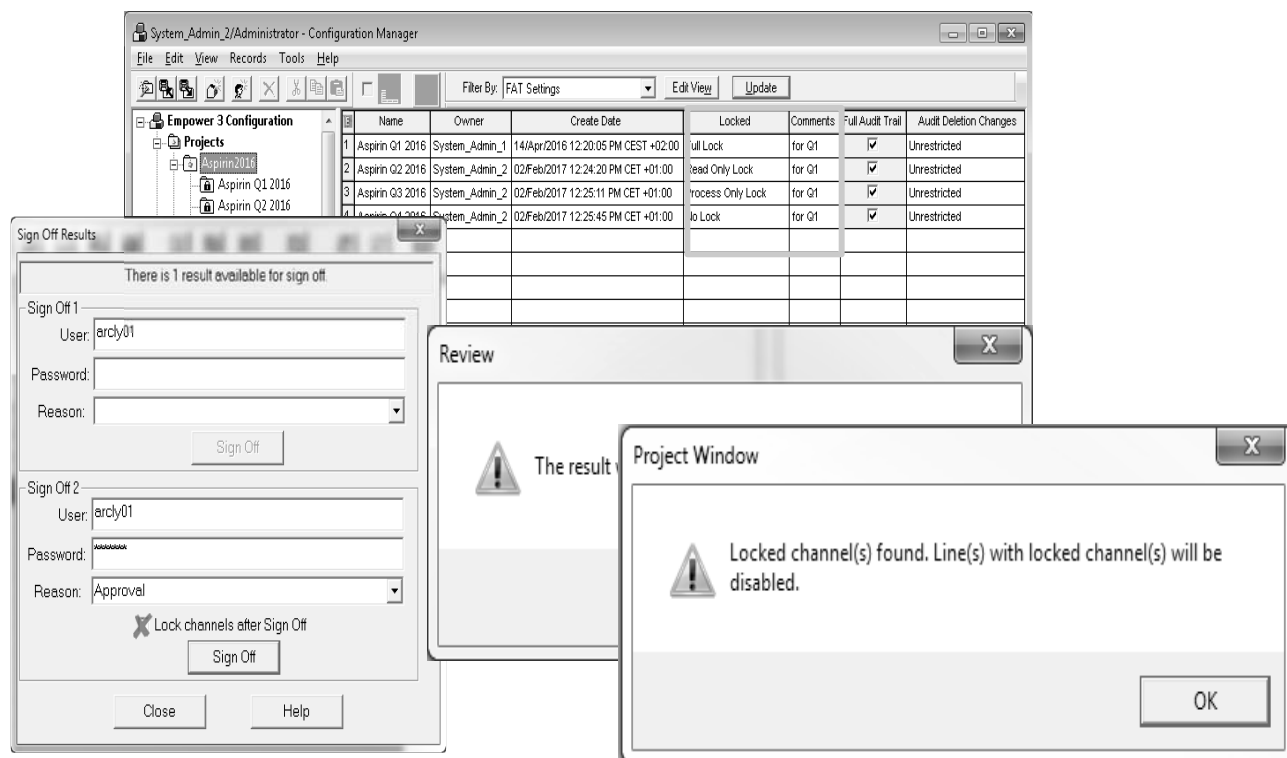 System_Admin_2/Administrator - Configuration Manager
File Edit View Records Tools Help
Filter By: FAT Settings Edit View Update
Empower 3 Configuration
Projects
Aspirin2016
Aspirin Q1 2016
Aspirin Q2 2016
Name Owner Create Date Locked Comments Full Audit Trail Audit Deletion Changes
1 Aspirin Q1 2016 System_Admin_1 14/Apr/2016 12:20:05 PM CEST +02:00 ull Lock for Q1 Unrestricted
2 Aspirin Q2 2016 System_Admin_2 02/Feb/2017 12:24:20 PM CET +01:00 ead Only Lock for Q1 Unrestricted
3 Aspirin Q3 2016 System_Admin_2 02/Feb/2017 12:25:11 PM CET +01:00 rocess Only Lock for Q1 Unrestricted
4 Aspirin Q4 2016 System_Admin_2 02/Feb/2017 12:25:45 PM CET +01:00 lo Lock for Q1 Unrestricted
Sign Off Results
There is 1 result available for sign off.
Sign Off 1
User: arcly01
Password:
Reason:
Sign Off
Sign Off 2
User: arcly01
Password: *******
Reason: Approval
Lock channels after Sign Off
Sign Off
Close Help
Review
The result
Project Window
Locked channel(s) found. Line(s) with locked channel(s) will be
disabled.
OK